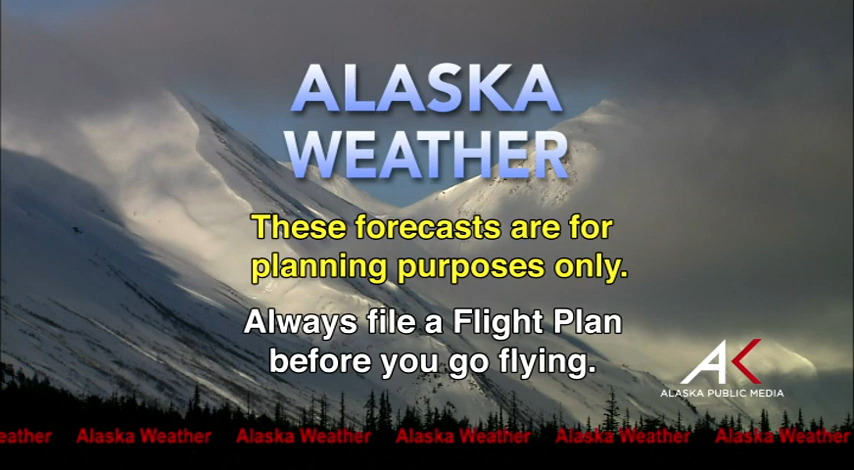 ALASKA
WEATHER
These forecasts are for
planning purposes only.
Always file a Flight Plan
before you go flying.
AK
ALASKA PUBLIC MEDIA
eather Alaska Weather Alaska Weather Alaska Weather Alaska Weather Alaska Weather